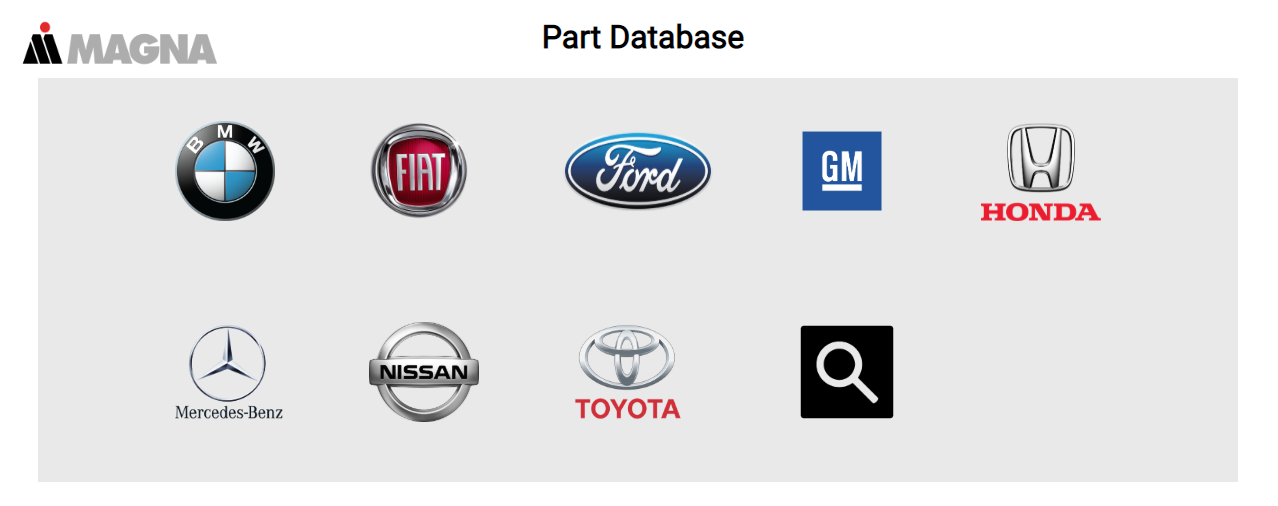 MAGNA
Part Database
BMW
FIAT
Ford
GM
HONDA
Mercedes-Benz
NISSAN
TOYOTA